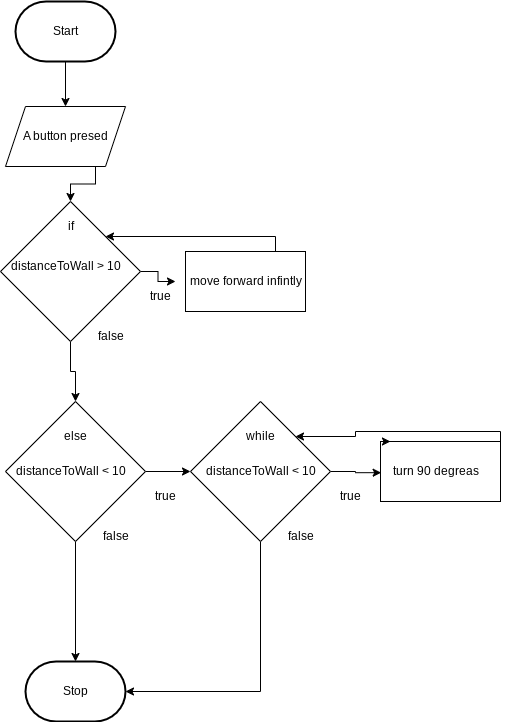 Start
A button presed
if
distanceToWall > 10
true
move forward infintly
false
else
distanceToWall < 10
true
false
while
distanceToWall < 10
true
false
turn 90 degreas
Stop